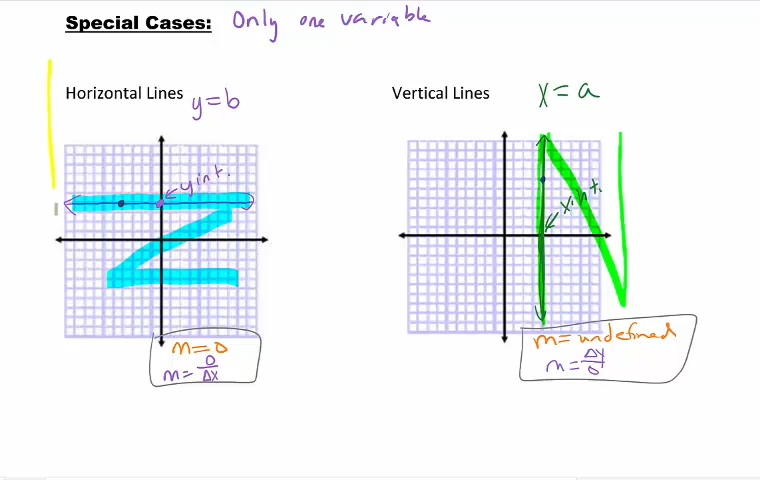 Special Cases: Only one variable
Horizontal Lines y=b
Vertical Lines x=a
y int.
x int.
m=0
m=0/Δx
m=undefined
m=Δy/0